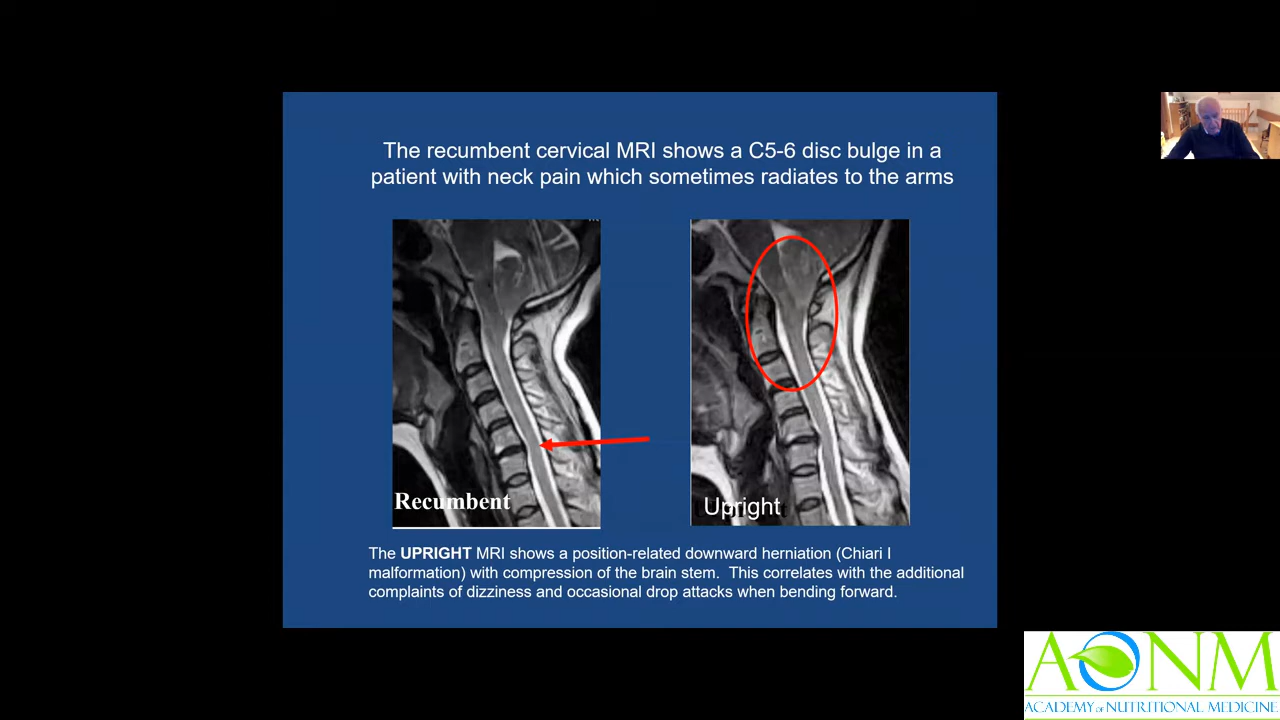 The recumbent cervical MRI shows a C5-6 disc bulge in a
patient with neck pain which sometimes radiates to the arms
Recumbent
Upright
The UPRIGHT MRI shows a position-related downward herniation (Chiari I
malformation) with compression of the brain stem. This correlates with the additional
complaints of dizziness and occasional drop attacks when bending forward.
AONM
ACADEMY of NUTRITIONAL MEDICINE